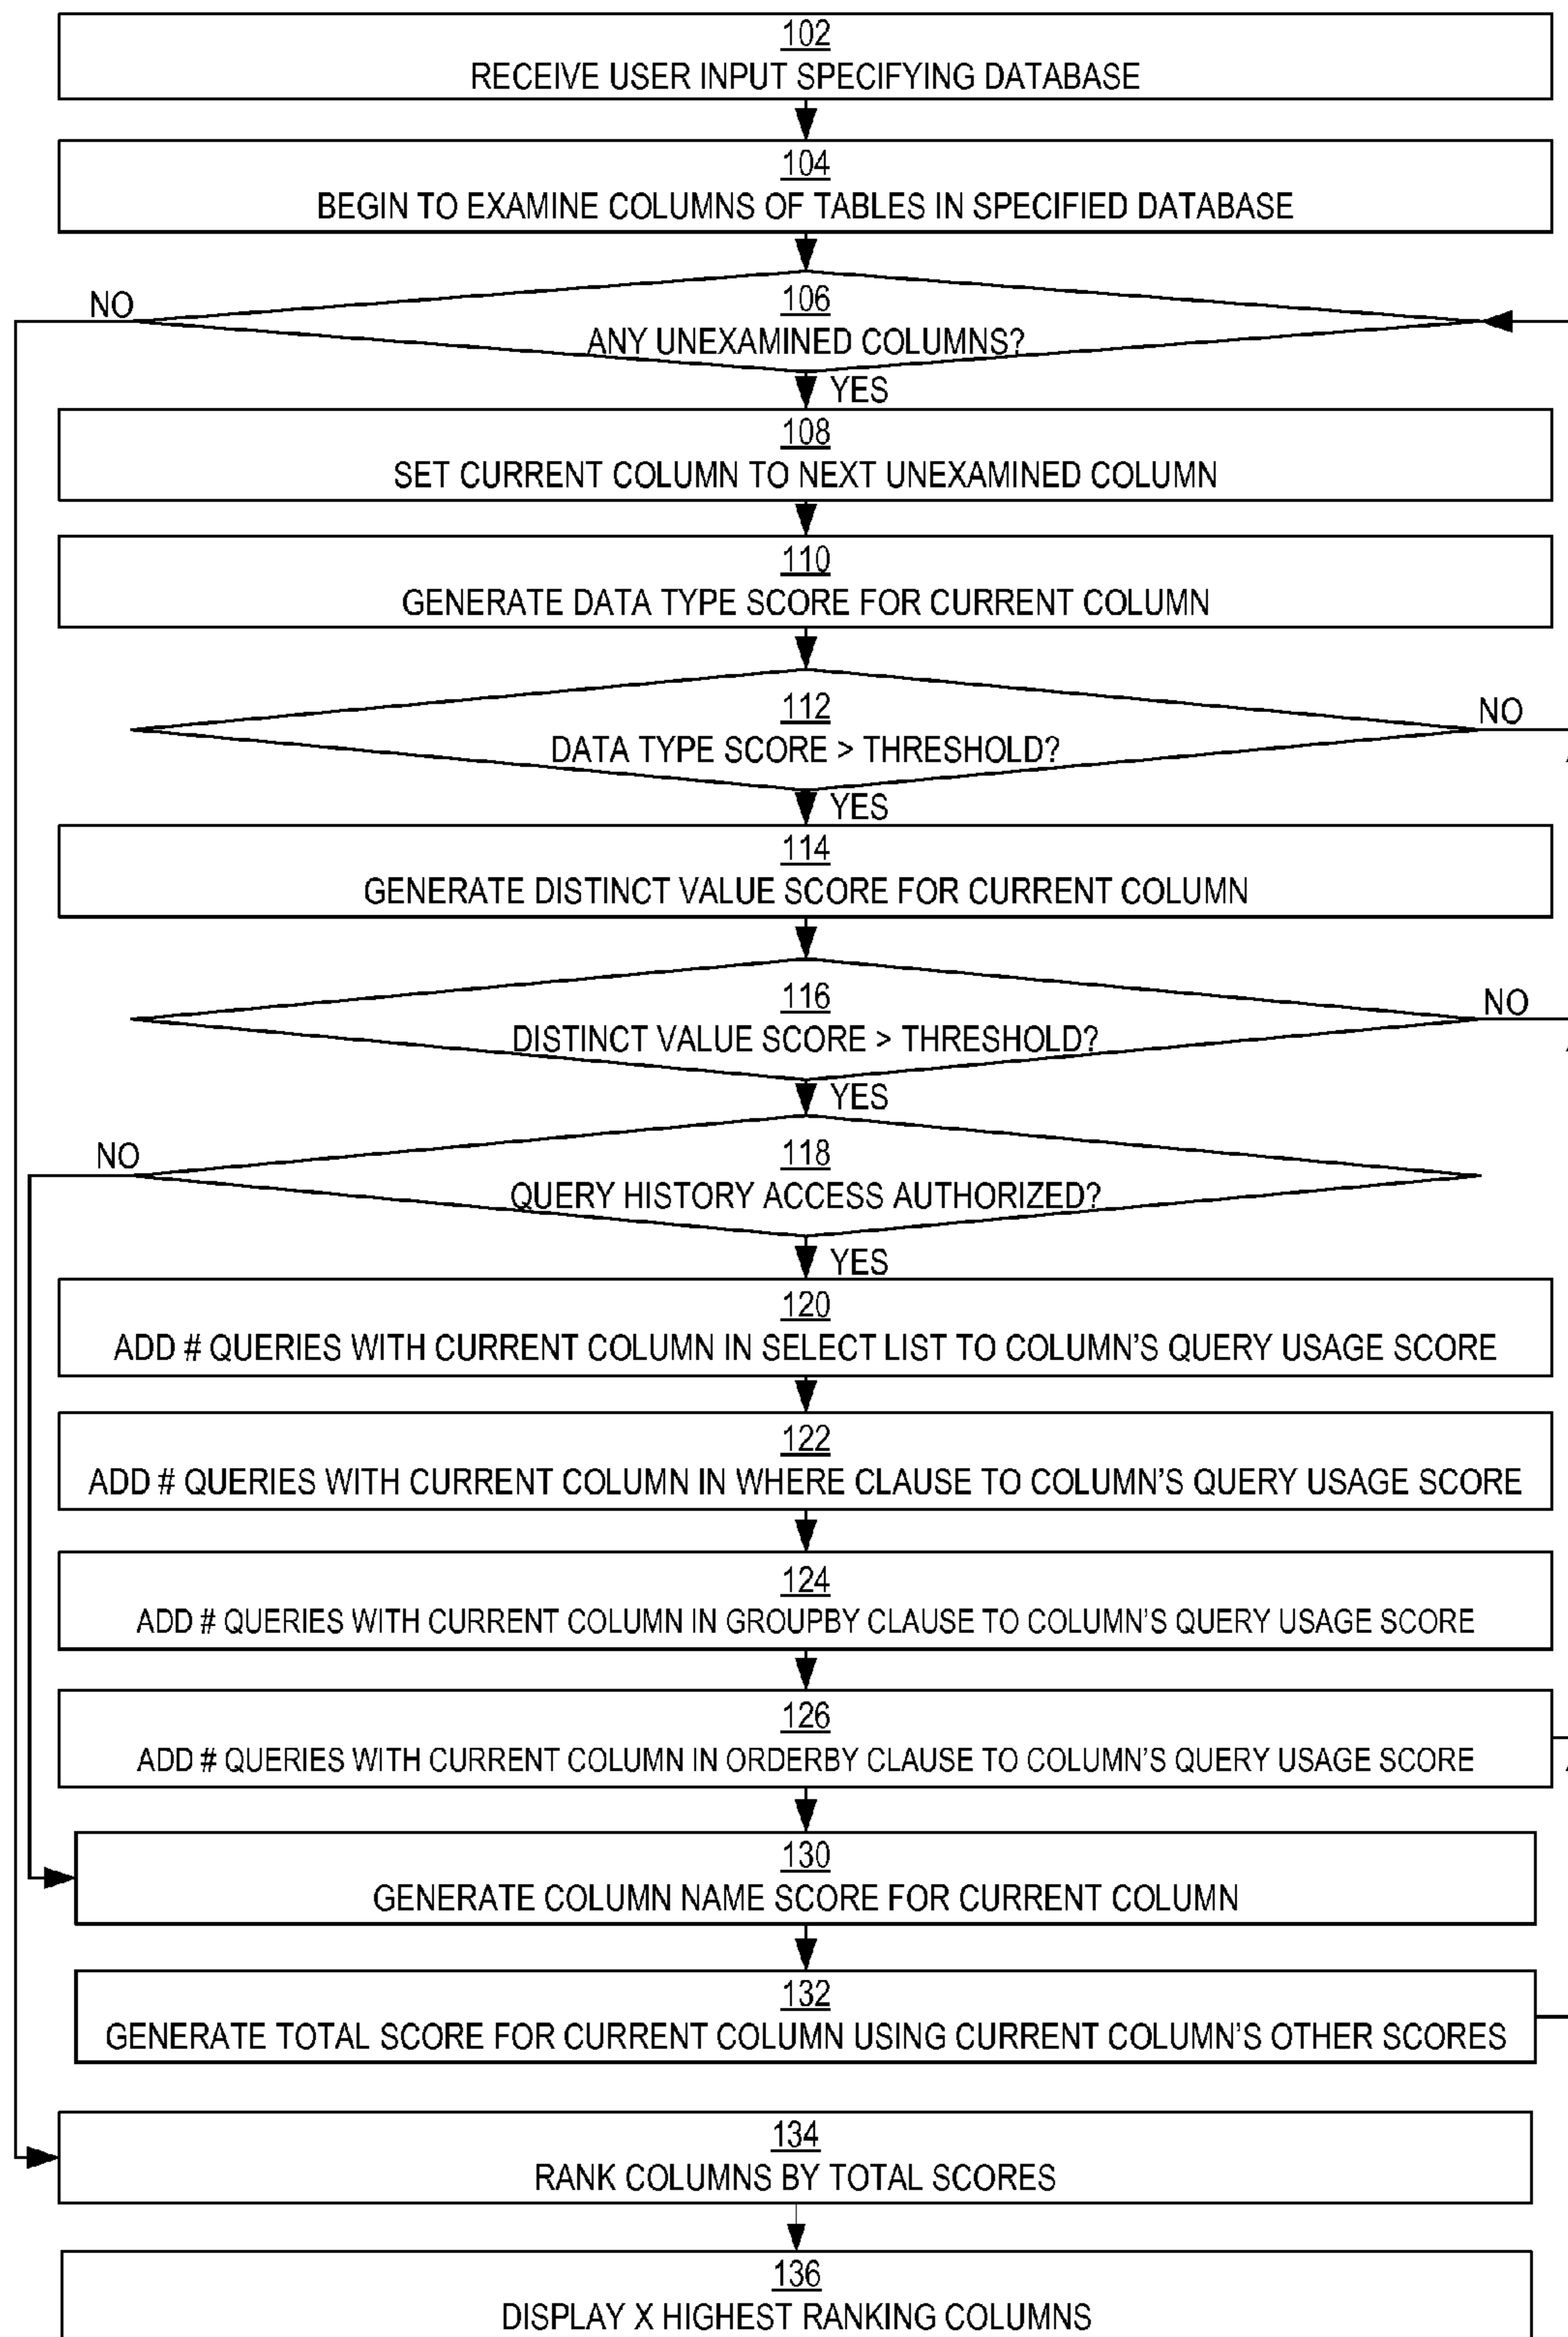 102
RECEIVE USER INPUT SPECIFYING DATABASE
104
BEGIN TO EXAMINE COLUMNS OF TABLES IN SPECIFIED DATABASE
NO
106
ANY UNEXAMINED COLUMNS?
YES
108
SET CURRENT COLUMN TO NEXT UNEXAMINED COLUMN
110
GENERATE DATA TYPE SCORE FOR CURRENT COLUMN
112
NO
DATA TYPE SCORE > THRESHOLD?
YES
114
GENERATE DISTINCT VALUE SCORE FOR CURRENT COLUMN
116
NO
DISTINCT VALUE SCORE > THRESHOLD?
YES
NO
118
QUERY HISTORY ACCESS AUTHORIZED?
YES
120
ADD # QUERIES WITH CURRENT COLUMN IN SELECT LIST TO COLUMN'S QUERY USAGE SCORE
122
ADD # QUERIES WITH CURRENT COLUMN IN WHERE CLAUSE TO COLUMN'S QUERY USAGE SCORE
124
ADD # QUERIES WITH CURRENT COLUMN IN GROUPBY CLAUSE TO COLUMN'S QUERY USAGE SCORE
126
ADD # QUERIES WITH CURRENT COLUMN IN ORDERBY CLAUSE TO COLUMN'S QUERY USAGE SCORE
130
GENERATE COLUMN NAME SCORE FOR CURRENT COLUMN
132
GENERATE TOTAL SCORE FOR CURRENT COLUMN USING CURRENT COLUMN'S OTHER SCORES
134
RANK COLUMNS BY TOTAL SCORES
136
DISPLAY X HIGHEST RANKING COLUMNS